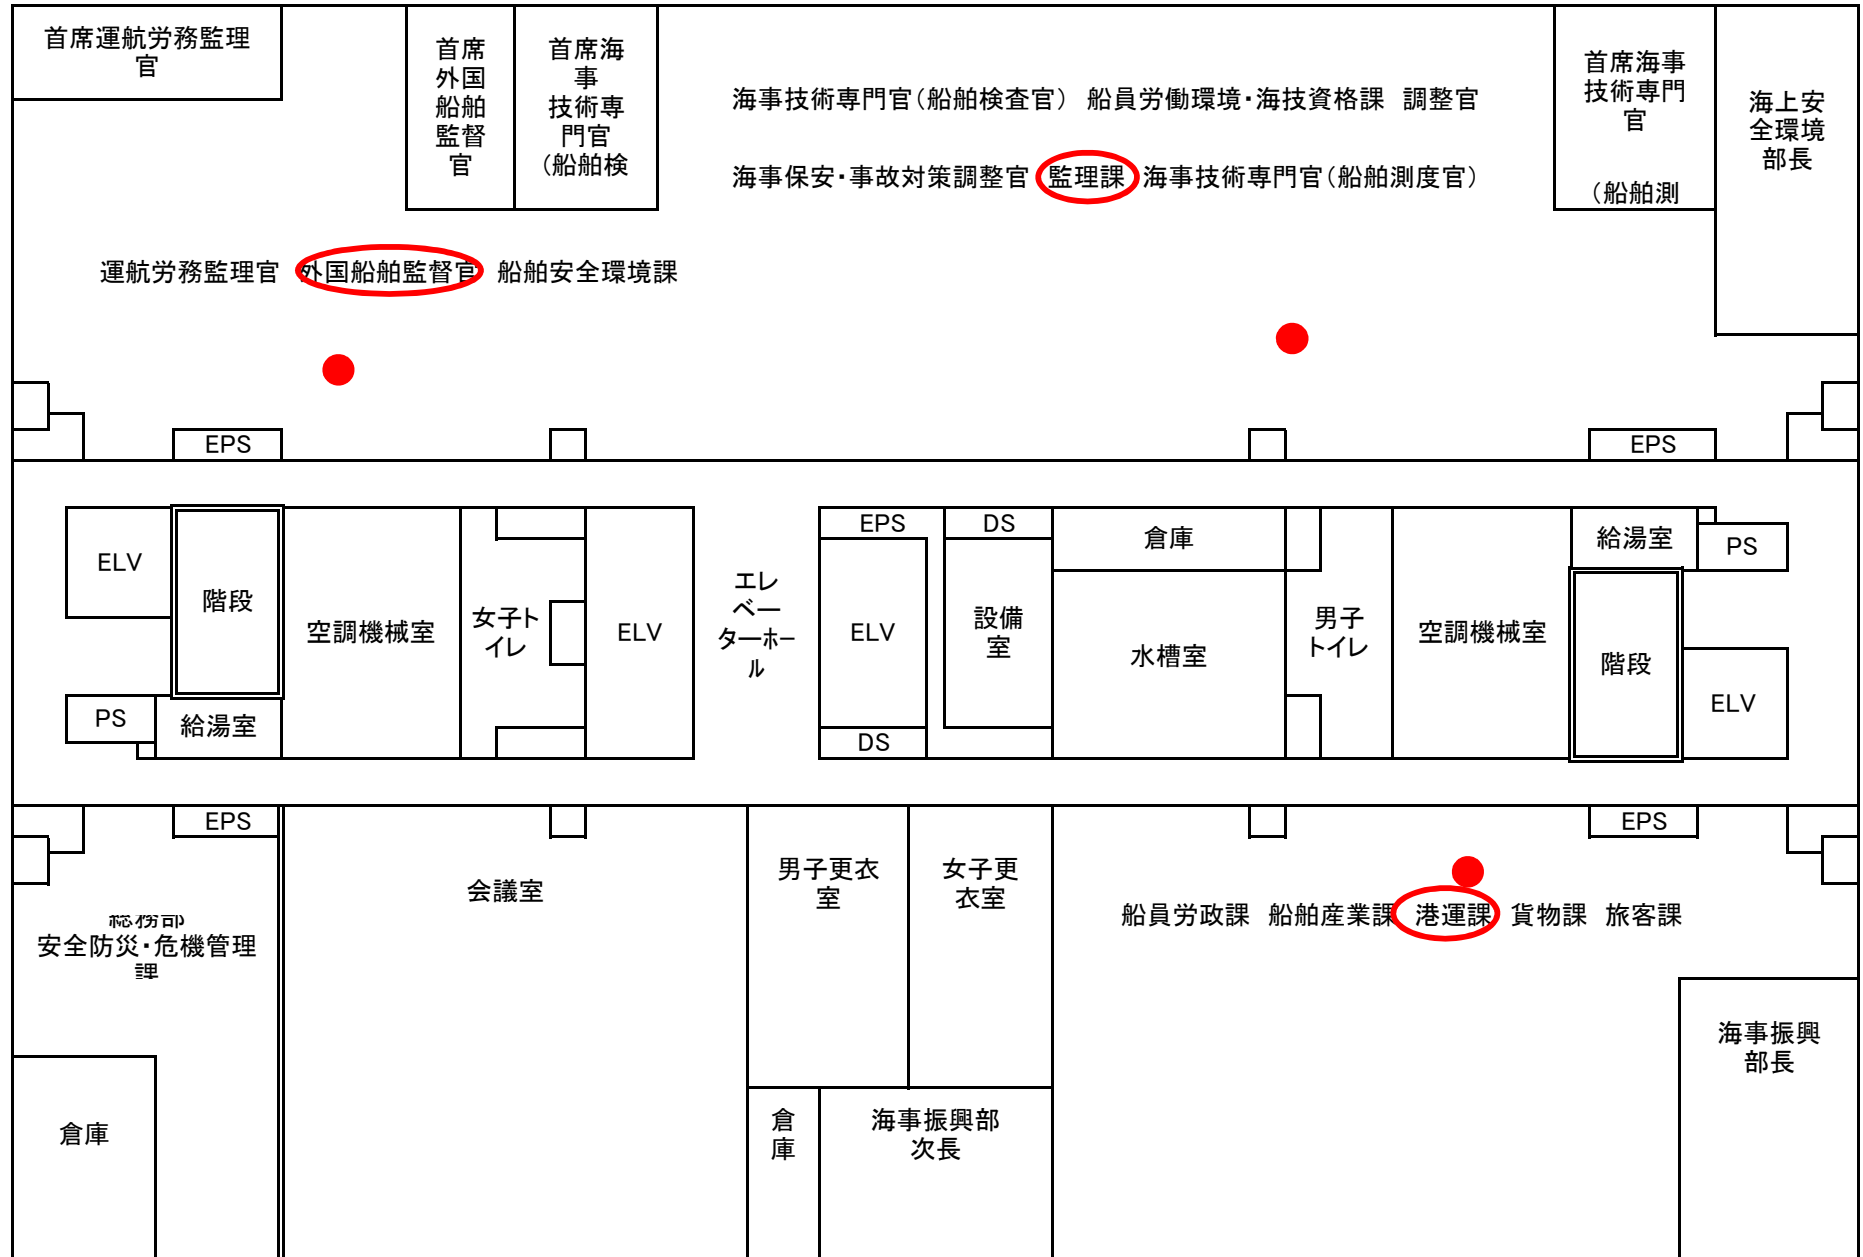 首席運航労務監理
官
首席
外国
船舶
監督
官
首席海
事
技術専
門官
（船舶検
海事技術専門官（船舶検査官） 船員労働環境・海技資格課 調整官
海事保安・事故対策調整官 監理課 海事技術専門官（船舶測度官）
首席海事
技術専門
官
（船舶測
海上安
全環境
部長
運航労務監理官 外国船舶監督官 船舶安全環境課
EPS
EPS
ELV
階段
PS
給湯室
空調機械室
女子ト
イレ
ELV
エレ
ベー
ターホー
ル
EPS
ELV
DS
DS
設備
室
倉庫
水槽室
男子
トイレ
空調機械室
給湯室
PS
階段
ELV
EPS
総務部
安全防災・危機管理
課
倉庫
会議室
男子更衣
室
女子更
衣室
倉
庫
海事振興部
次長
EPS
船員労政課 船舶産業課 港運課 貨物課 旅客課
海事振興
部長